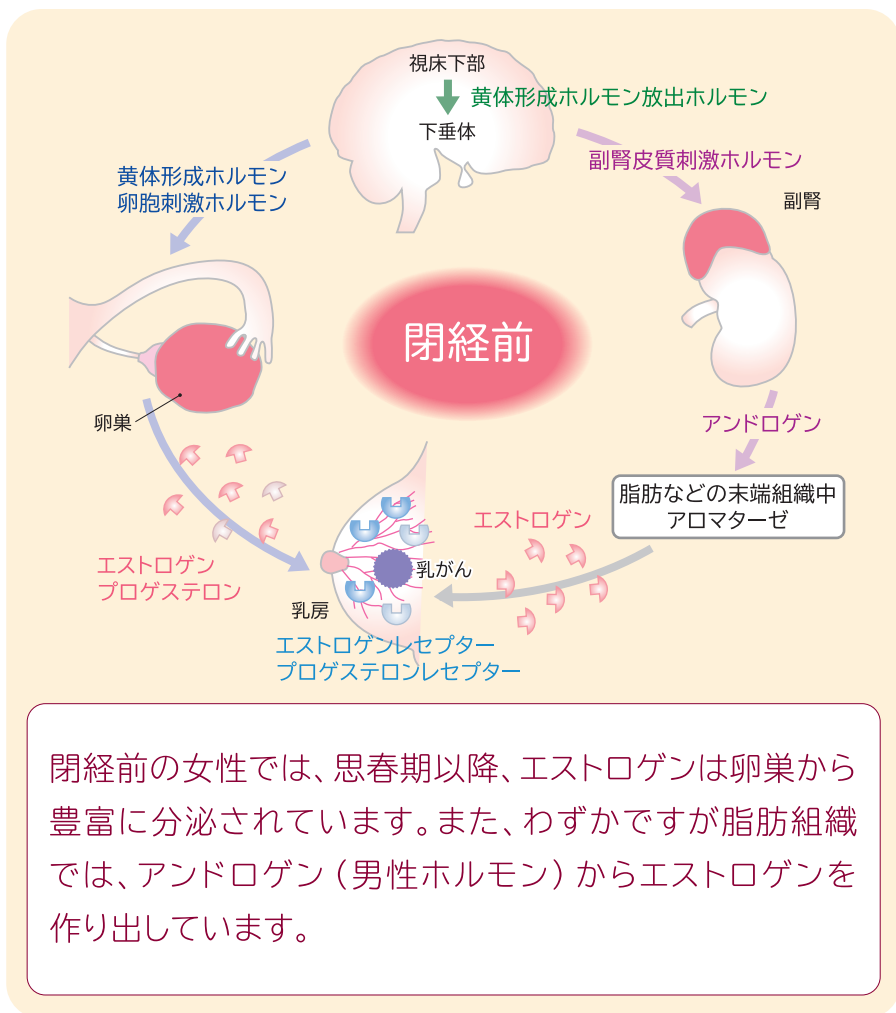 視床下部
黄体形成ホルモン放出ホルモン
下垂体
黄体形成ホルモン
卵胞刺激ホルモン
副腎皮質刺激ホルモン
副腎
閉経前
卵巣
アンドロゲン
脂肪などの末端組織中
アロマターゼ
エストロゲン
エストロゲン
プロゲステロン
乳がん
乳房
エストロゲンレセプター
プロゲステロンレセプター
閉経前の女性では、思春期以降、エストロゲンは卵巣から
豊富に分泌されています。また、わずかですが脂肪組織
では、アンドロゲン（男性ホルモン）からエストロゲンを
作り出しています。